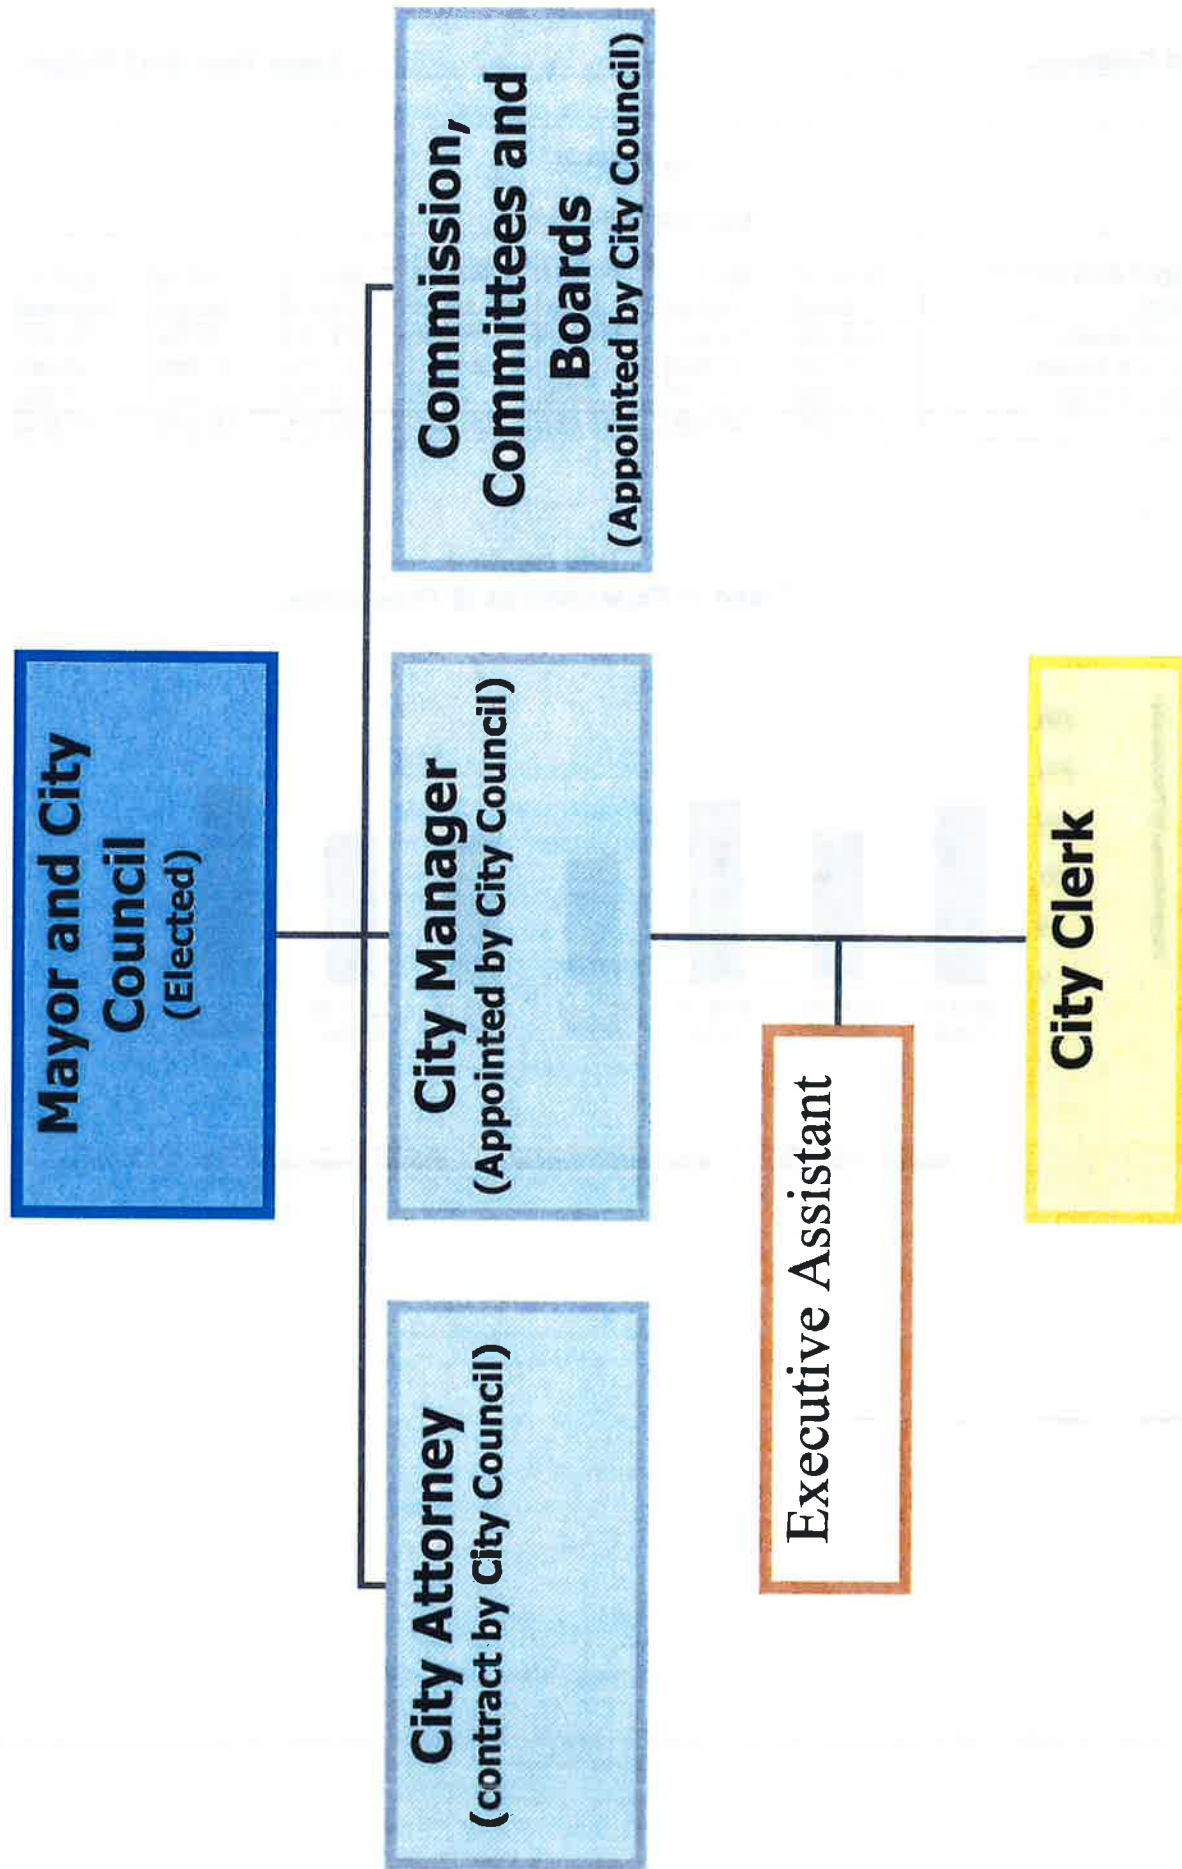 Mayor and City
Council
(Elected)
City Attorney
(contract by City Council)
City Manager
(Appointed by City Council)
Commission,
Committees and
Boards
(Appointed by City Council)
Executive Assistant
City Clerk